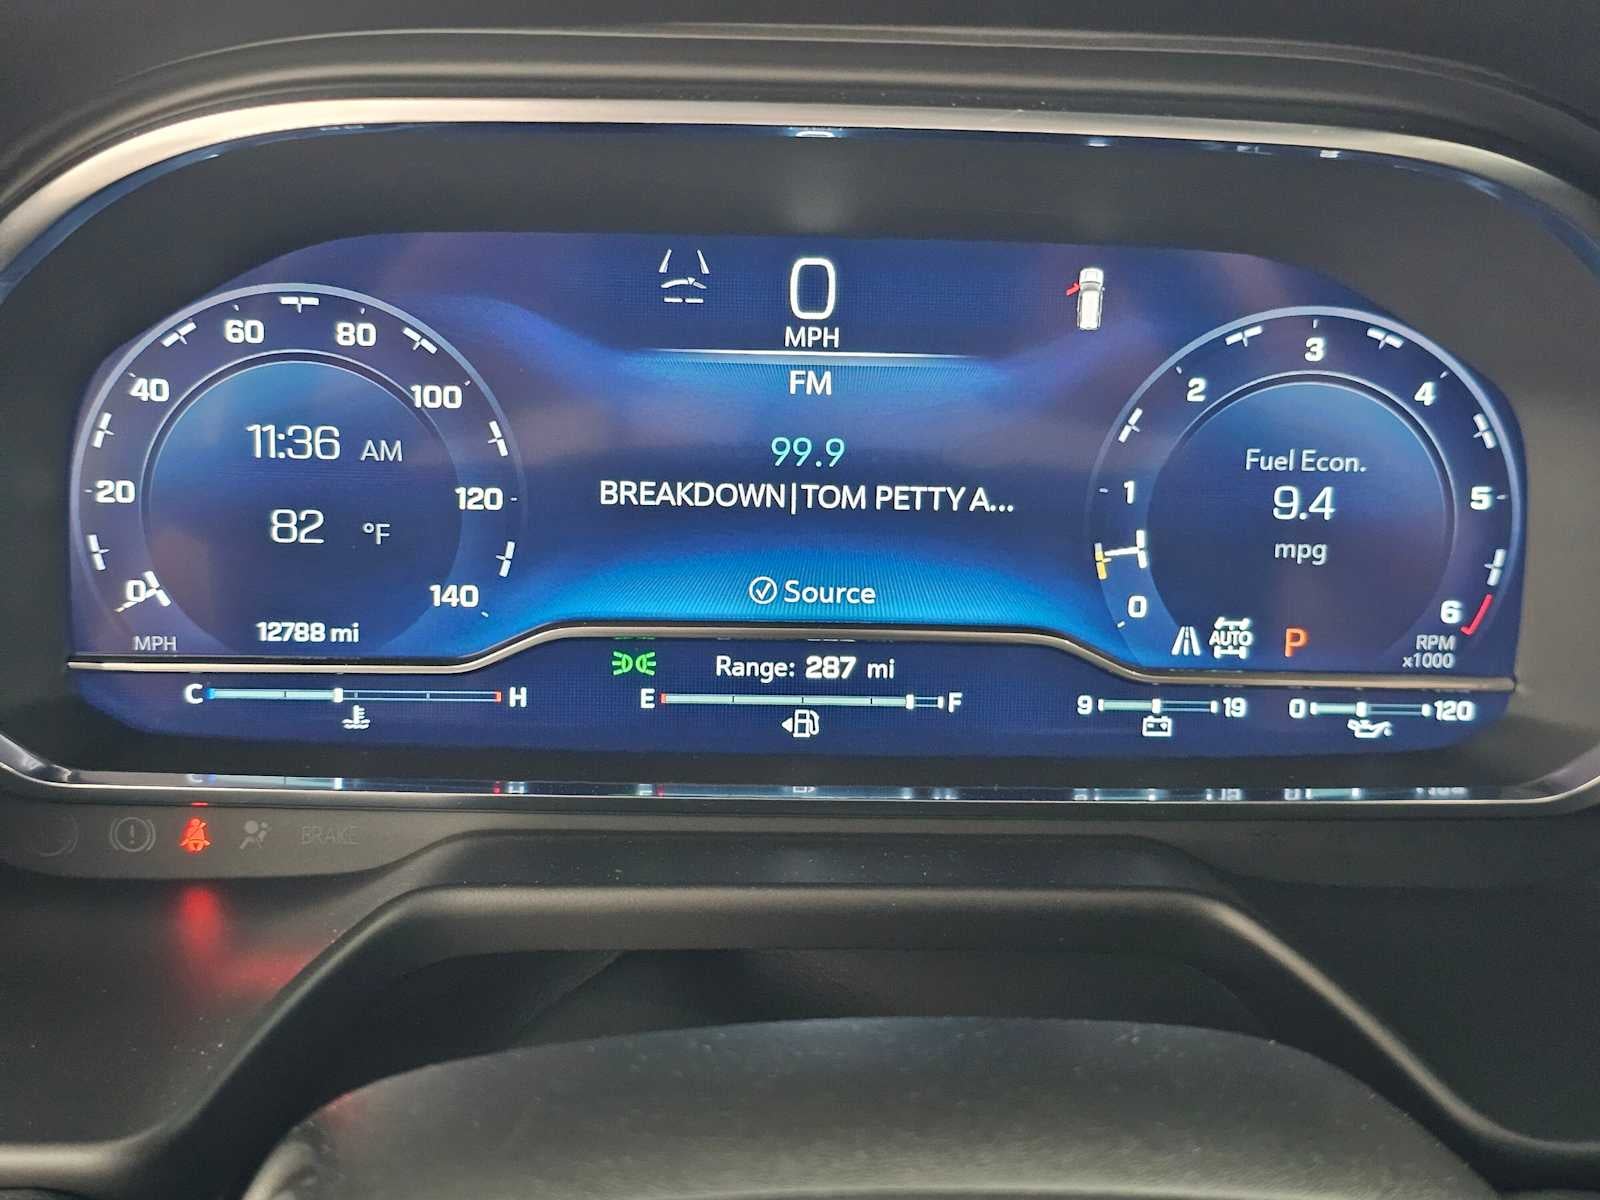 0
MPH
FM
99.9
BREAKDOWN|TOM PETTY A...
Source
0
20
40
60
80
100
120
140
11:36 AM
82 °F
12788 mi
MPH
0
1
2
3
4
5
6
Fuel Econ.
9.4
mpg
AUTO
P
RPM
x1000
Range: 287 mi
C H
E F
9 19
0 120
BRAKE